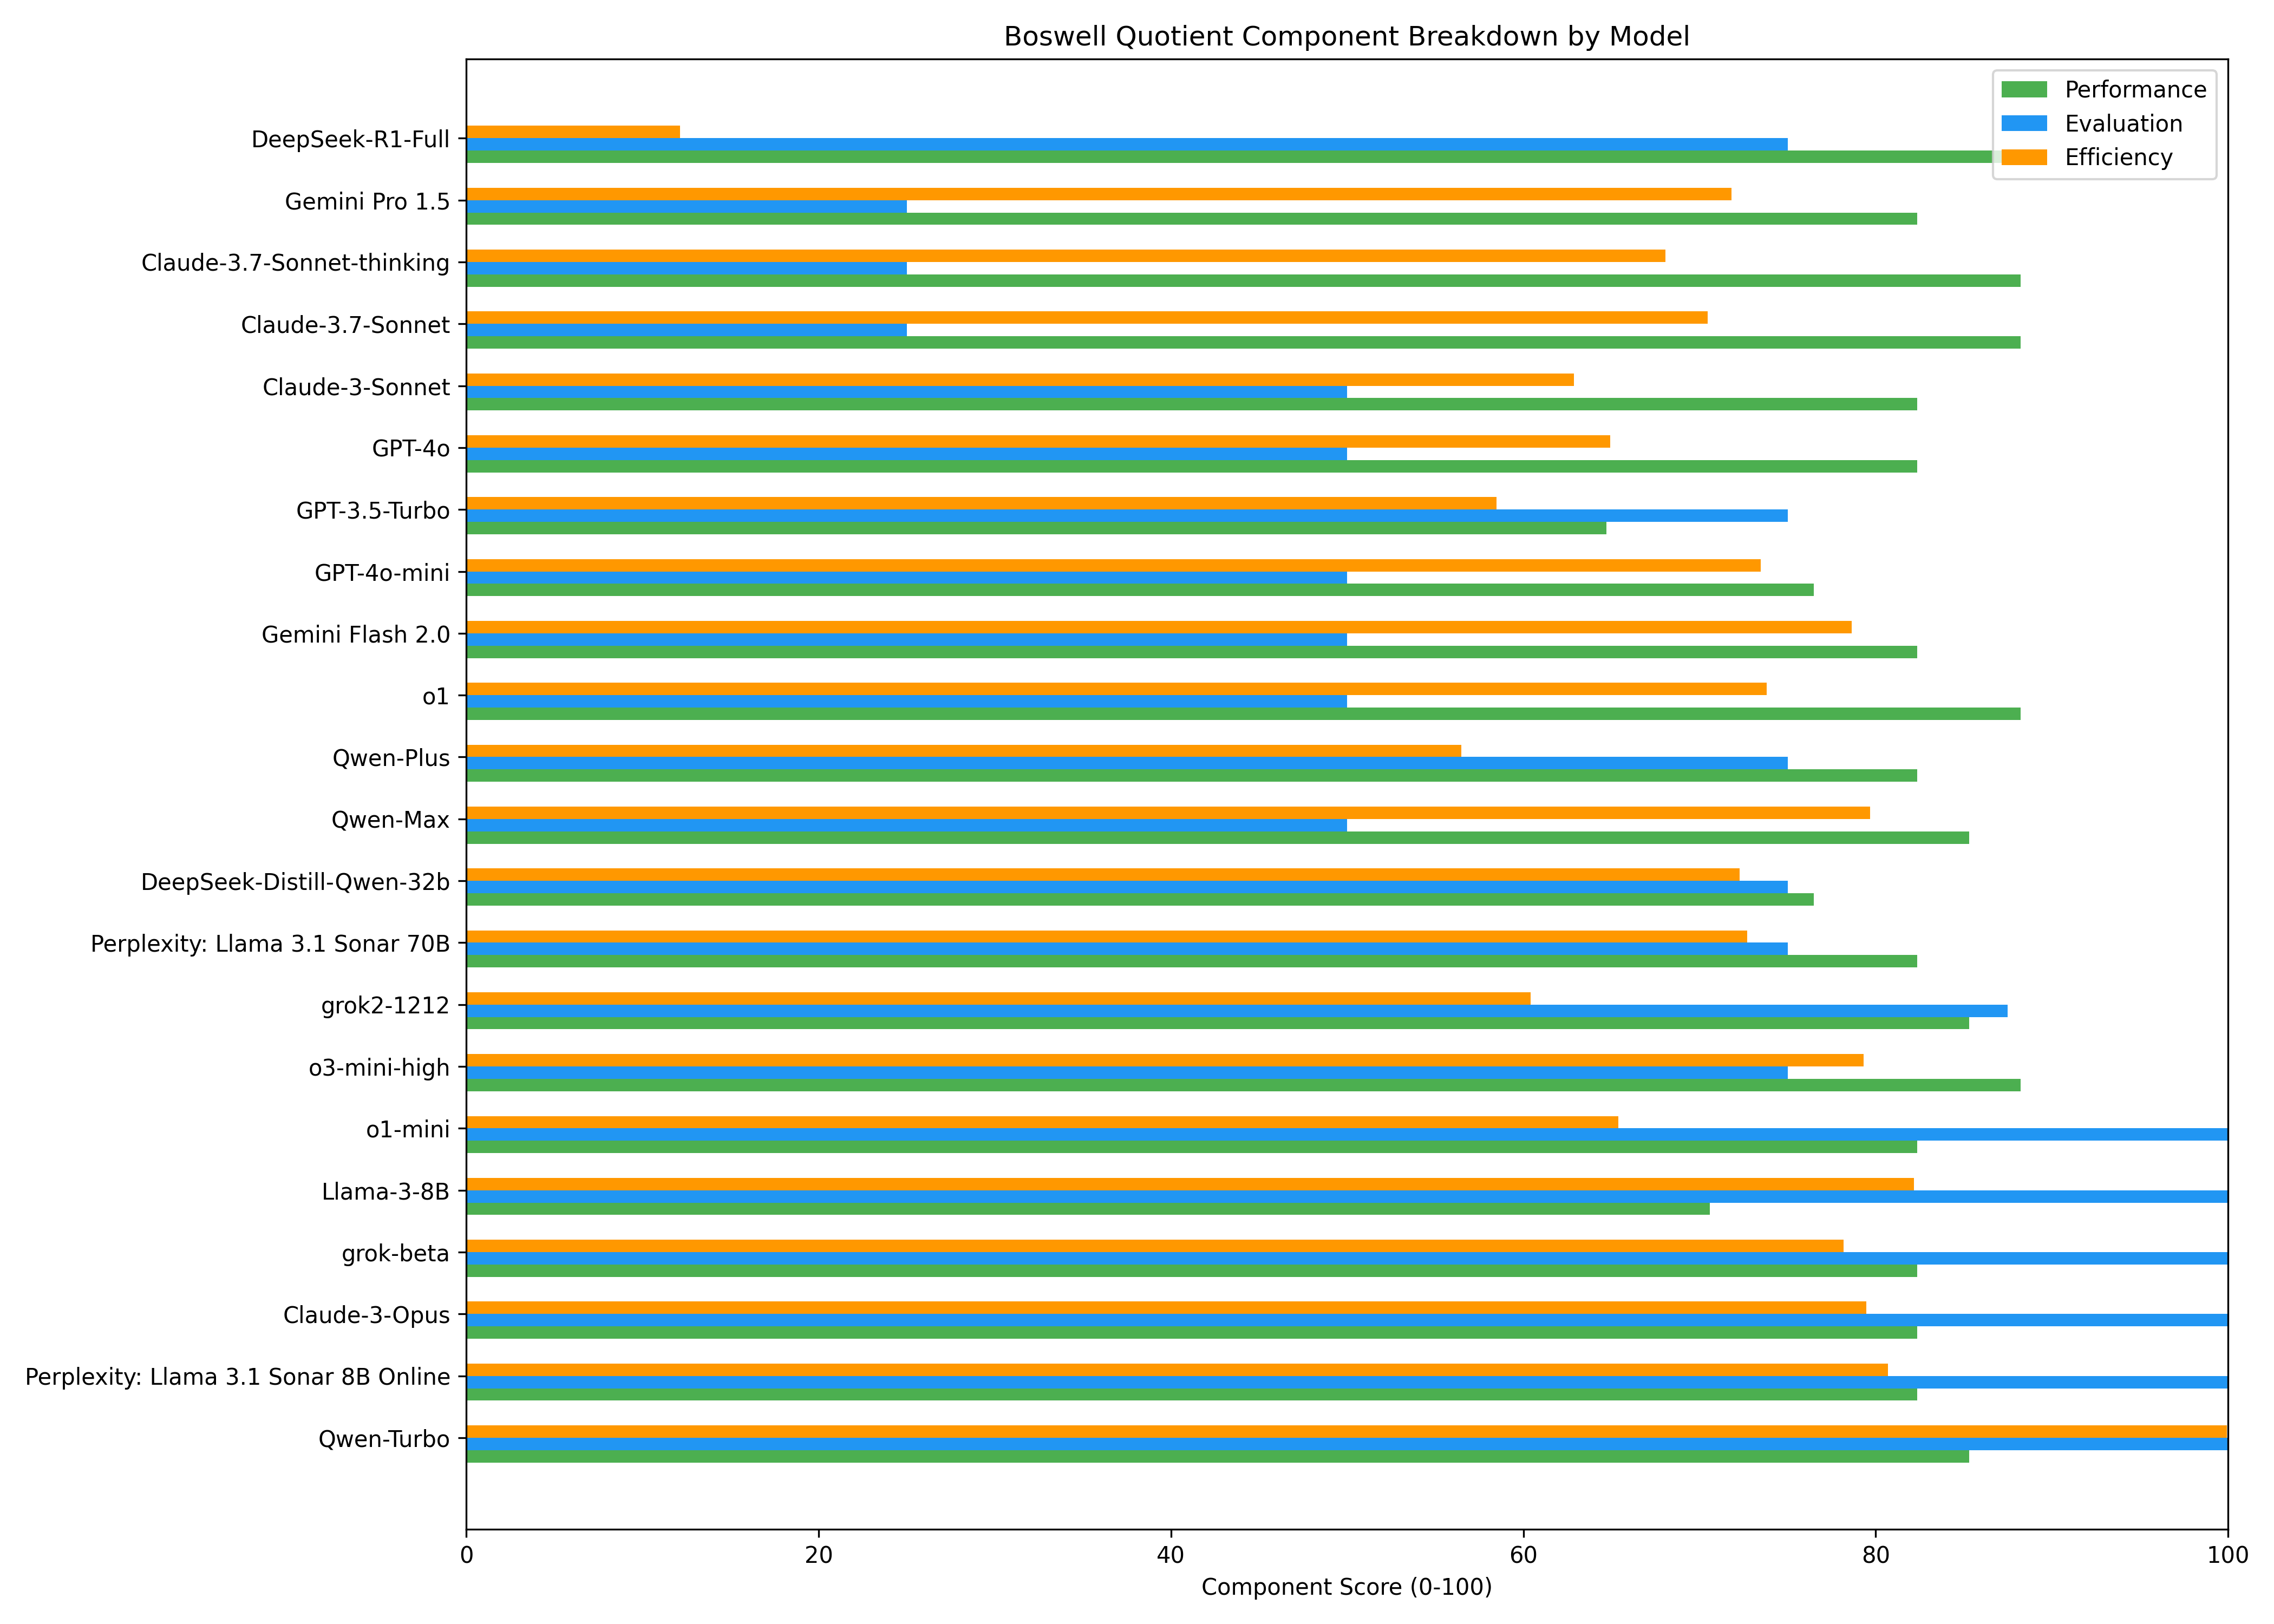 Boswell Quotient Component Breakdown by Model
Performance
Evaluation
Efficiency
DeepSeek-R1-Full
Gemini Pro 1.5
Claude-3.7-Sonnet-thinking
Claude-3.7-Sonnet
Claude-3-Sonnet
GPT-4o
GPT-3.5-Turbo
GPT-4o-mini
Gemini Flash 2.0
o1
Qwen-Plus
Qwen-Max
DeepSeek-Distill-Qwen-32b
Perplexity: Llama 3.1 Sonar 70B
grok2-1212
o3-mini-high
o1-mini
Llama-3-8B
grok-beta
Claude-3-Opus
Perplexity: Llama 3.1 Sonar 8B Online
Qwen-Turbo
0 20 40 60 80 100
Component Score (0-100)